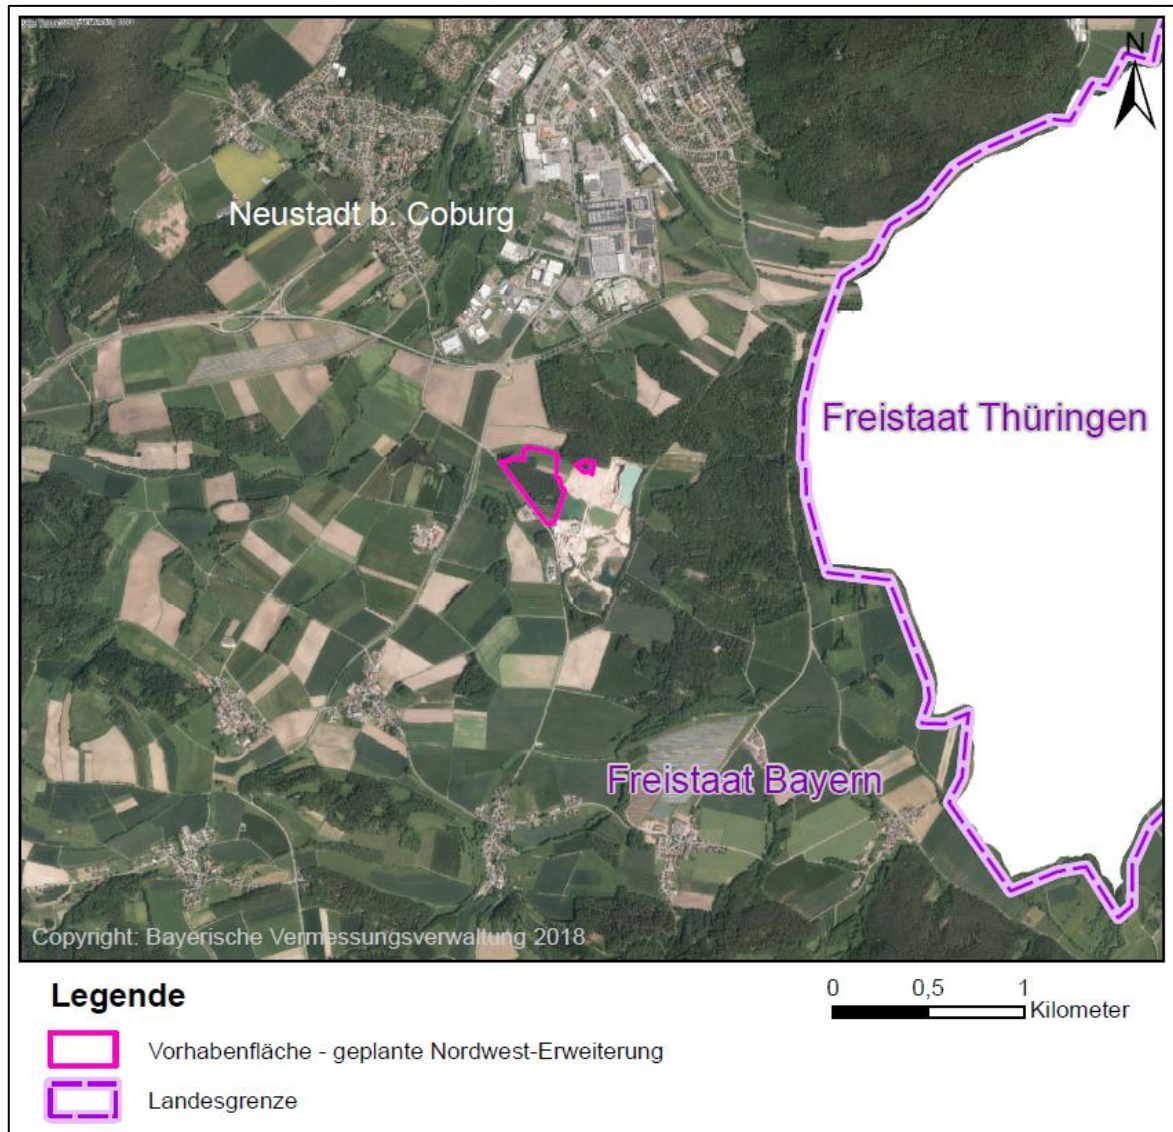 N
Neustadt b. Coburg
Freistaat Thüringen
Freistaat Bayern
Copyright: Bayerische Vermessungsverwaltung 2018
Legende
Vorhabenfläche - geplante Nordwest-Erweiterung
Landesgrenze
0 0,5 1
Kilometer